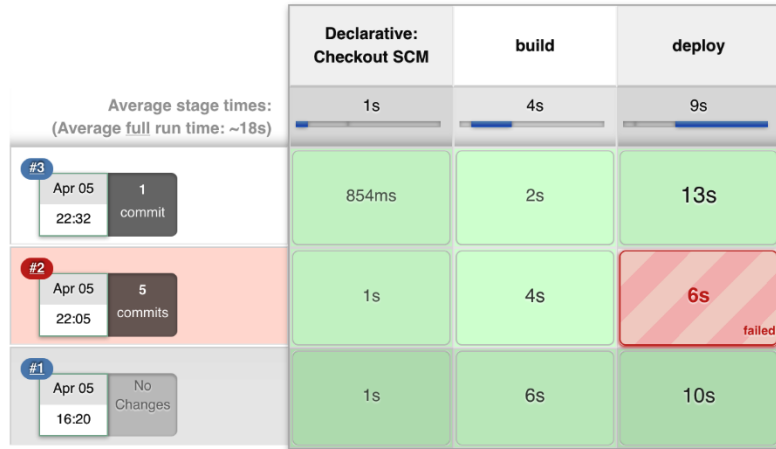 Declarative:
Checkout SCM
build
deploy
Average stage times:
(Average full run time: ~18s)
1s
4s
9s
#3
Apr 05
22:32
1
commit
854ms
2s
13s
#2
Apr 05
22:05
5
commits
1s
4s
6s
failed
#1
Apr 05
16:20
No
Changes
1s
6s
10s